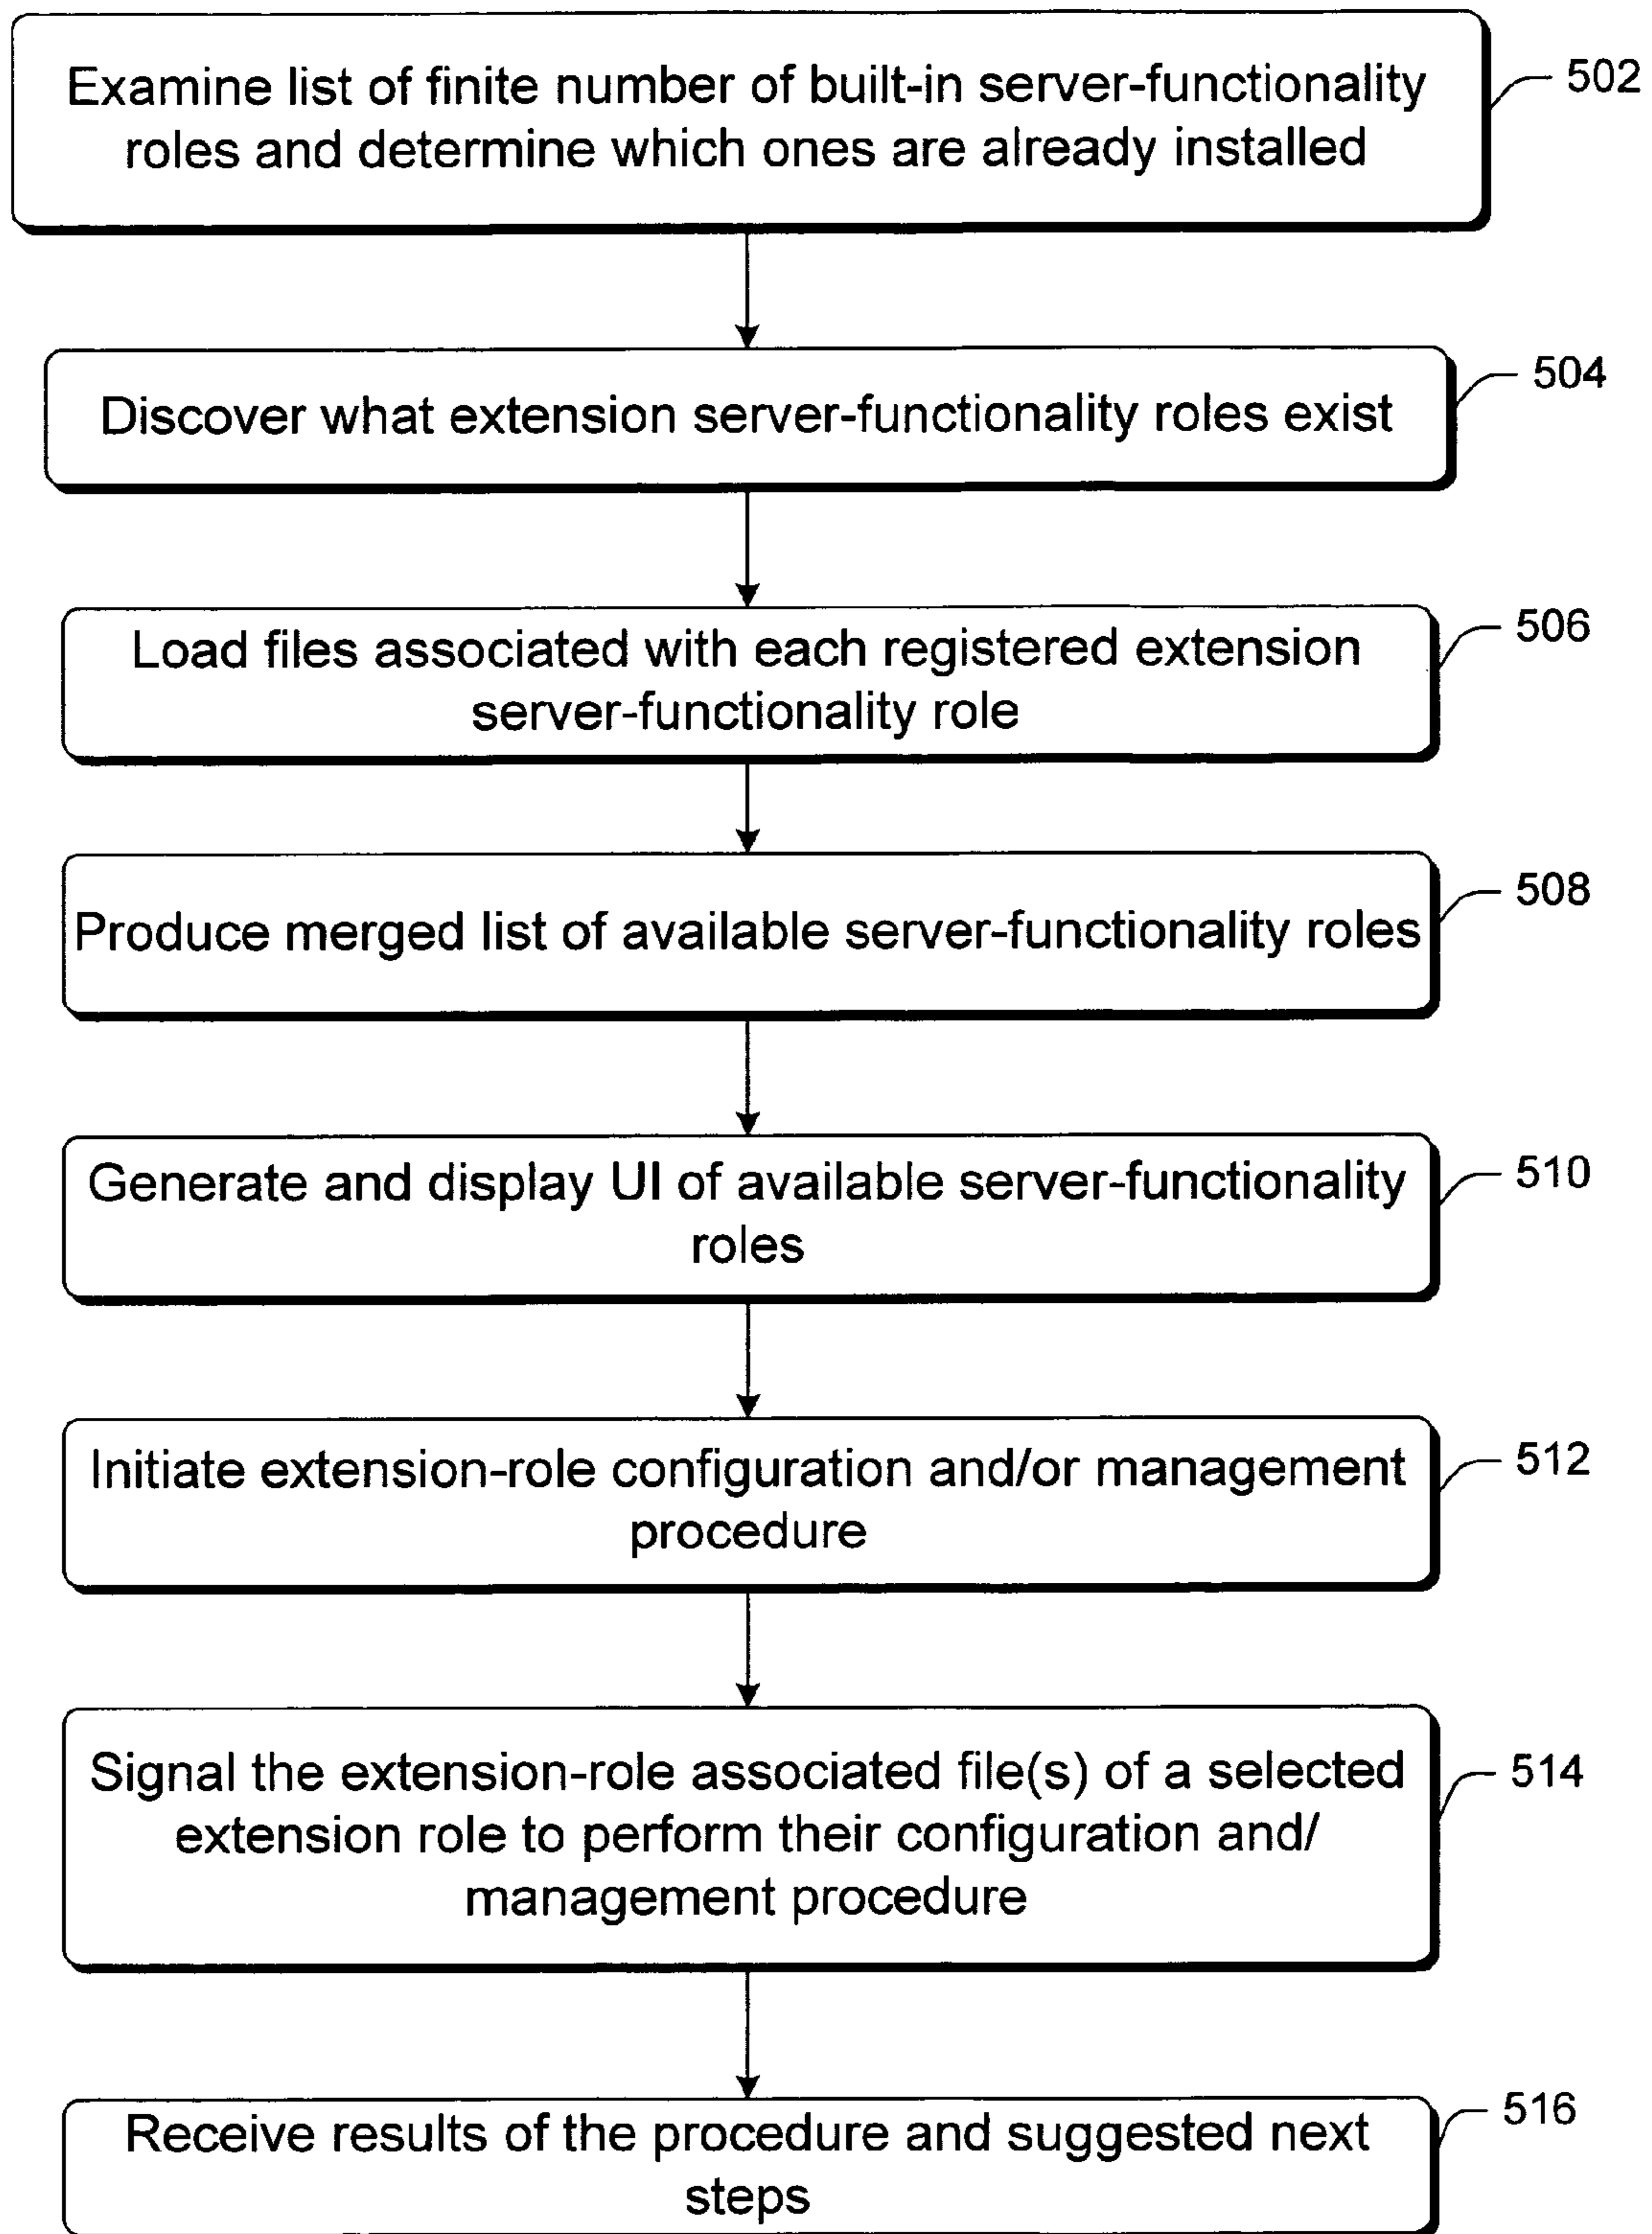 Examine list of finite number of built-in server-functionality
roles and determine which ones are already installed
502
Discover what extension server-functionality roles exist
504
Load files associated with each registered extension
server-functionality role
506
Produce merged list of available server-functionality roles
508
Generate and display UI of available server-functionality
roles
510
Initiate extension-role configuration and/or management
procedure
512
Signal the extension-role associated file(s) of a selected
extension role to perform their configuration and/
management procedure
514
Receive results of the procedure and suggested next
steps
516